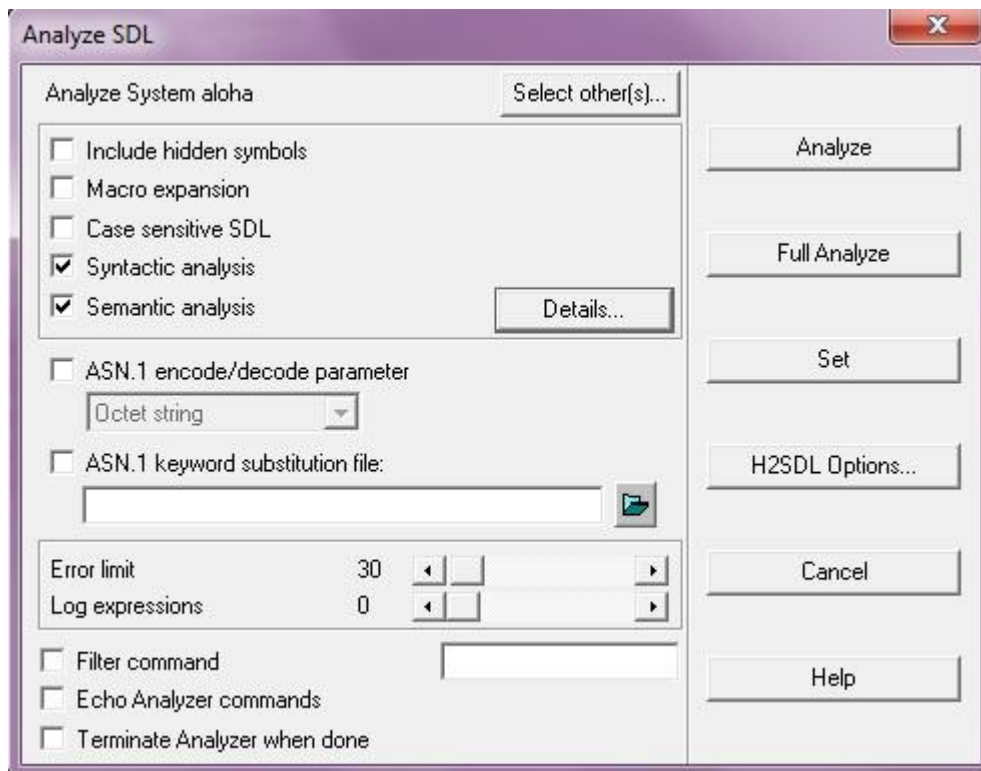 Analyze SDL
Analyze System aloha
Select other(s)...
Include hidden symbols
Macro expansion
Case sensitive SDL
Syntactic analysis
Semantic analysis
Details...
ASN.1 encode/decode parameter
Octet string
ASN.1 keyword substitution file:
Error limit 30
Log expressions 0
Filter command
Echo Analyzer commands
Terminate Analyzer when done
Analyze
Full Analyze
Set
H2SDL Options...
Cancel
Help